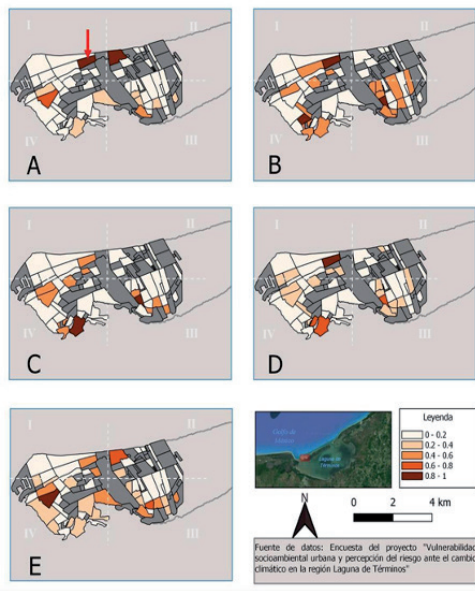 I
II
III
IV
A
I
II
III
IV
B
I
II
III
IV
C
I
II
III
IV
D
I
II
III
IV
E
Golfo de
México
Laguna de
Términos
Leyenda
0 - 0.2
0.2 - 0.4
0.4 - 0.6
0.6 - 0.8
0.8 - 1
N
0 2 4 km
Fuente de datos: Encuesta del proyecto "Vulnerabilidad
socioambiental urbana y percepción del riesgo ante el cambio
climático en la región Laguna de Términos"